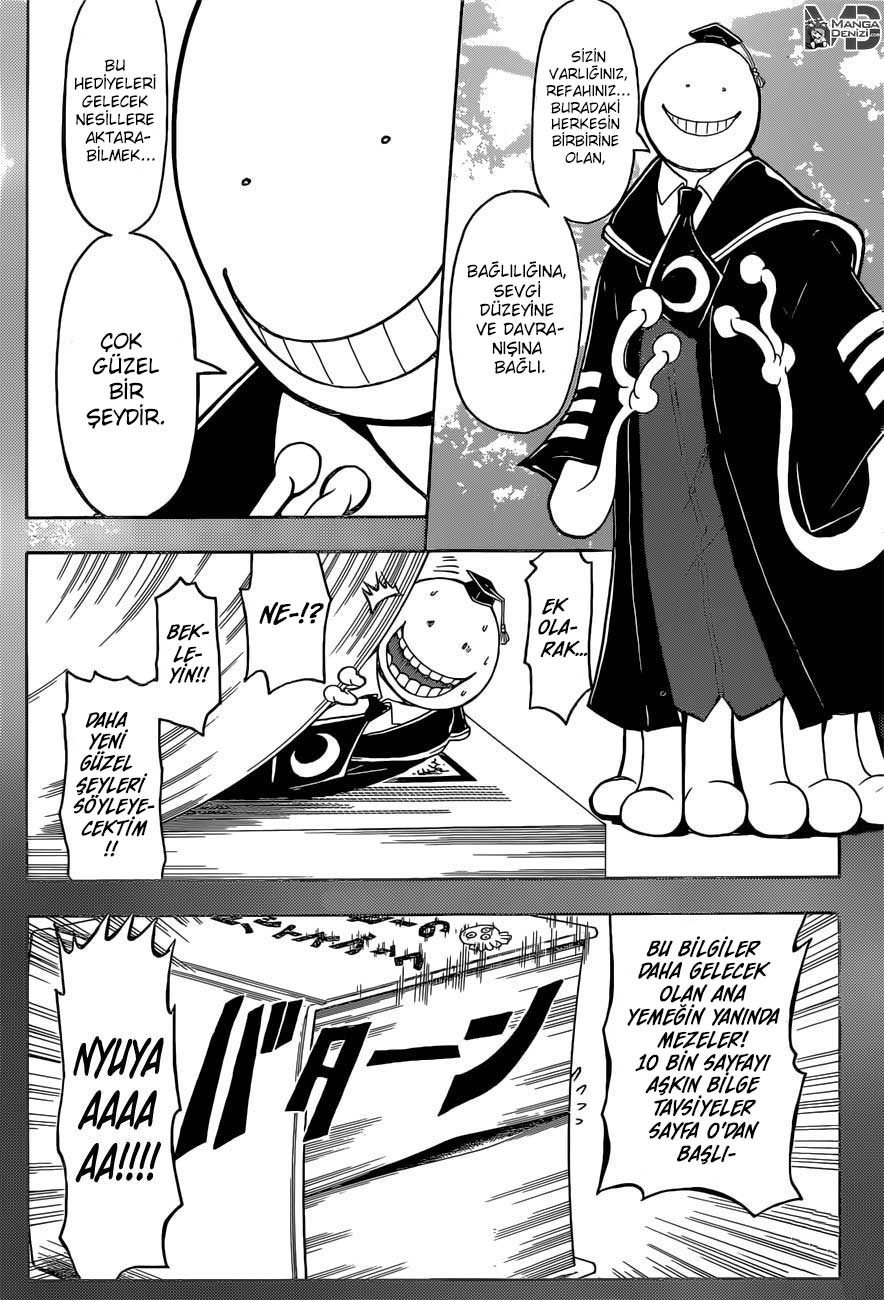 MANGA
DENİZİ
SİZİN
VARLIĞINIZ,
REFAHINIZ...
BURADAKİ
HERKESİN
BİRBİRİNE
OLAN,
BAĞLILIĞINA,
SEVGİ
DÜZEYİNE
VE DAVRA-
NIŞINA
BAĞLI.
BU
HEDİYELERİ
GELECEK
NESİLLERE
AKTARA-
BİLMEK...
ÇOK
GÜZEL
BİR
ŞEYDİR.
EK
OLA-
RAK...
NE-!?
BEK-
LE-
YİN!!
DAHA
YENİ
GÜZEL
ŞEYLERİ
SÖYLEYE-
CEKTİM
!!
BU BİLGİLER
DAHA GELECEK
OLAN ANA
YEMEĞİN YANINDA
MEZELER!
10 BİN SAYFAYI
AŞKIN BİLGE
TAVSİYELER
SAYFA 0'DAN
BAŞLI-
バターン
NYUYA
AAAAA
AA!!!!